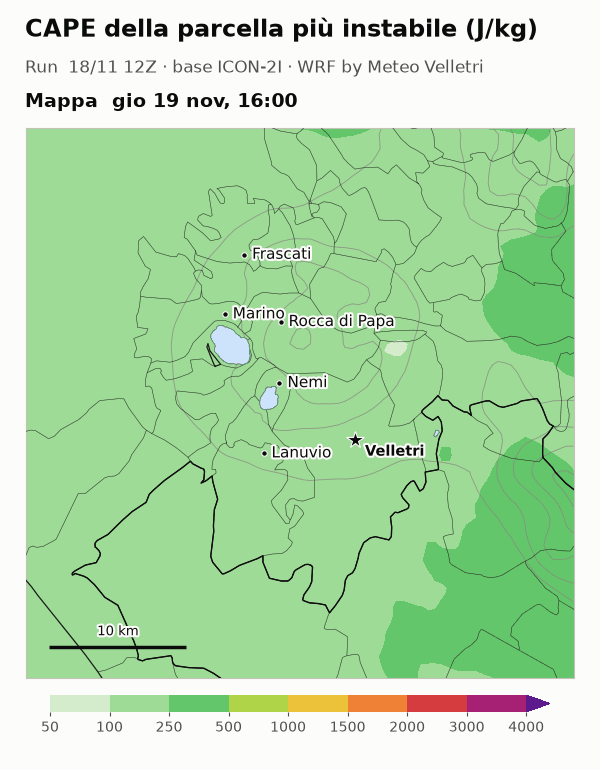 CAPE della parcella più instabile (J/kg)
Run  18/11 12Z · base ICON-2I · WRF by Meteo Velletri
Mappa  gio 19 nov, 16:00
Frascati
Marino
Rocca di Papa
Nemi
Velletri
Lanuvio
10 km
50 100 250 500 1000 1500 2000 3000 4000